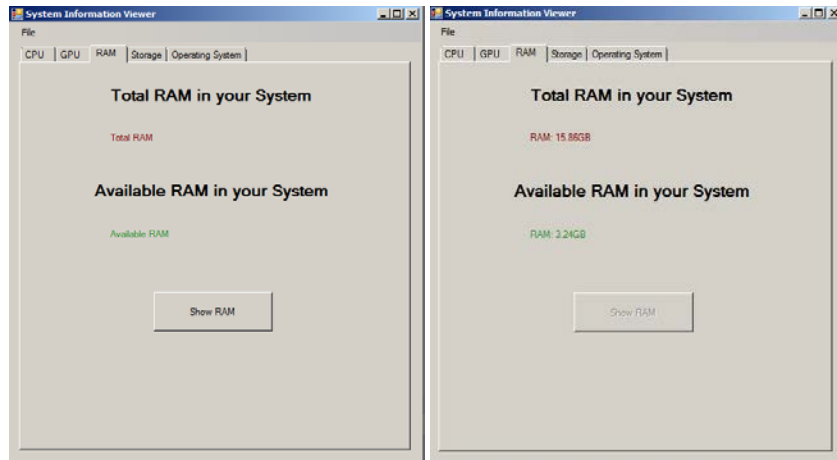 System Information Viewer
File
CPU GPU RAM Storage Operating System
Total RAM in your System
Total RAM
Available RAM in your System
Available RAM
Show RAM
System Information Viewer
File
CPU GPU RAM Storage Operating System
Total RAM in your System
RAM: 15.86GB
Available RAM in your System
RAM: 3.24GB
Show RAM